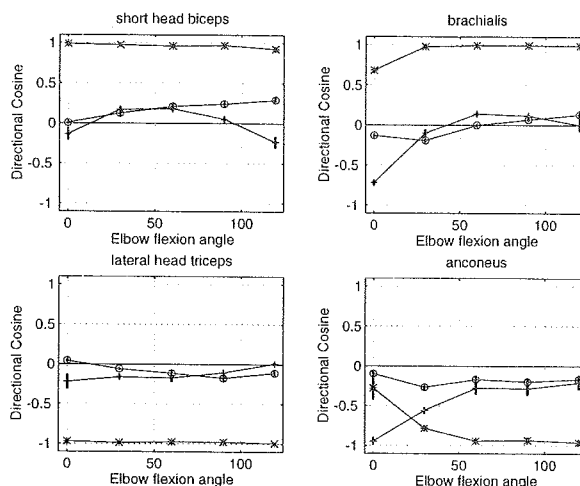 short head biceps
1
0.5
0
-0.5
-1
Directional Cosine
0 50 100
Elbow flexion angle
brachialis
1
0.5
0
-0.5
-1
Directional Cosine
0 50 100
Elbow flexion angle
lateral head triceps
1
0.5
0
-0.5
-1
Directional Cosine
0 50 100
Elbow flexion angle
anconeus
1
0.5
0
-0.5
-1
Directional Cosine
0 50 100
Elbow flexion angle